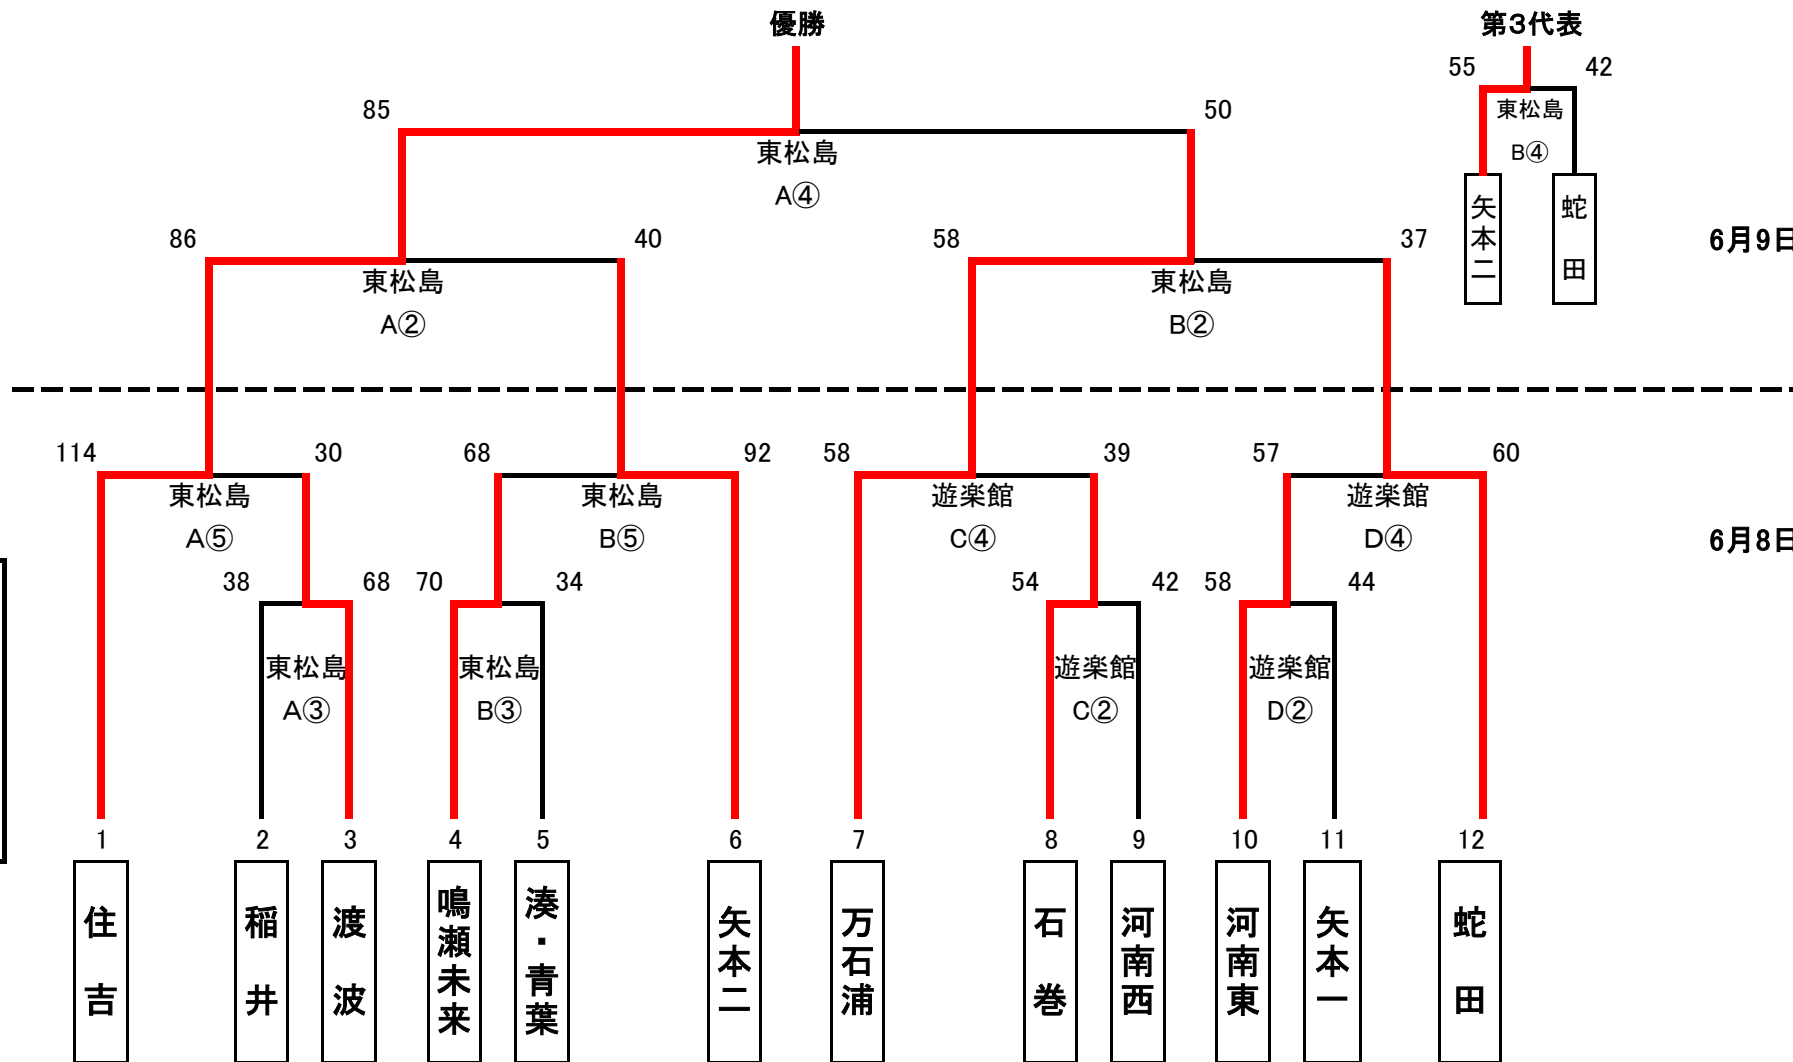 優勝
第3代表
55
42
85
50
東松島
東松島
A④
B④
矢本二
蛇田
86
40
58
37
6月9日
東松島
東松島
A②
B②
114
30
68
92
58
39
57
60
東松島
東松島
遊楽館
遊楽館
A⑤
B⑤
C④
D④
6月8日
38
68
70
34
54
42
58
44
東松島
東松島
遊楽館
遊楽館
A③
B③
C②
D②
1
2
3
4
5
6
7
8
9
10
11
12
住吉
稲井
渡波
鳴瀬未来
湊・青葉
矢本二
万石浦
石巻
河南西
河南東
矢本一
蛇田